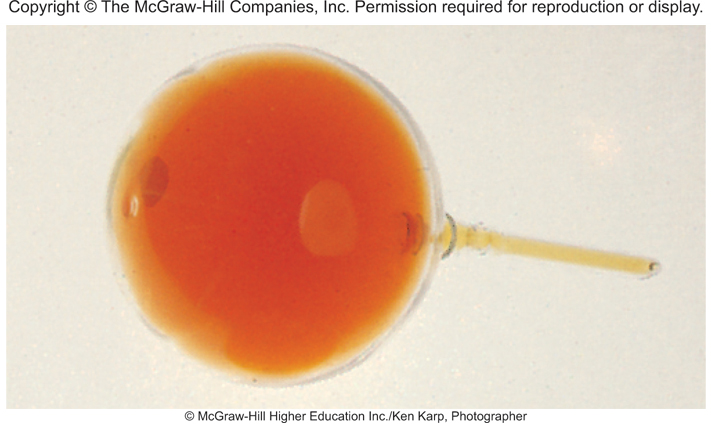 Copyright © The McGraw-Hill Companies, Inc. Permission required for reproduction or display.
© McGraw-Hill Higher Education Inc./Ken Karp, Photographer